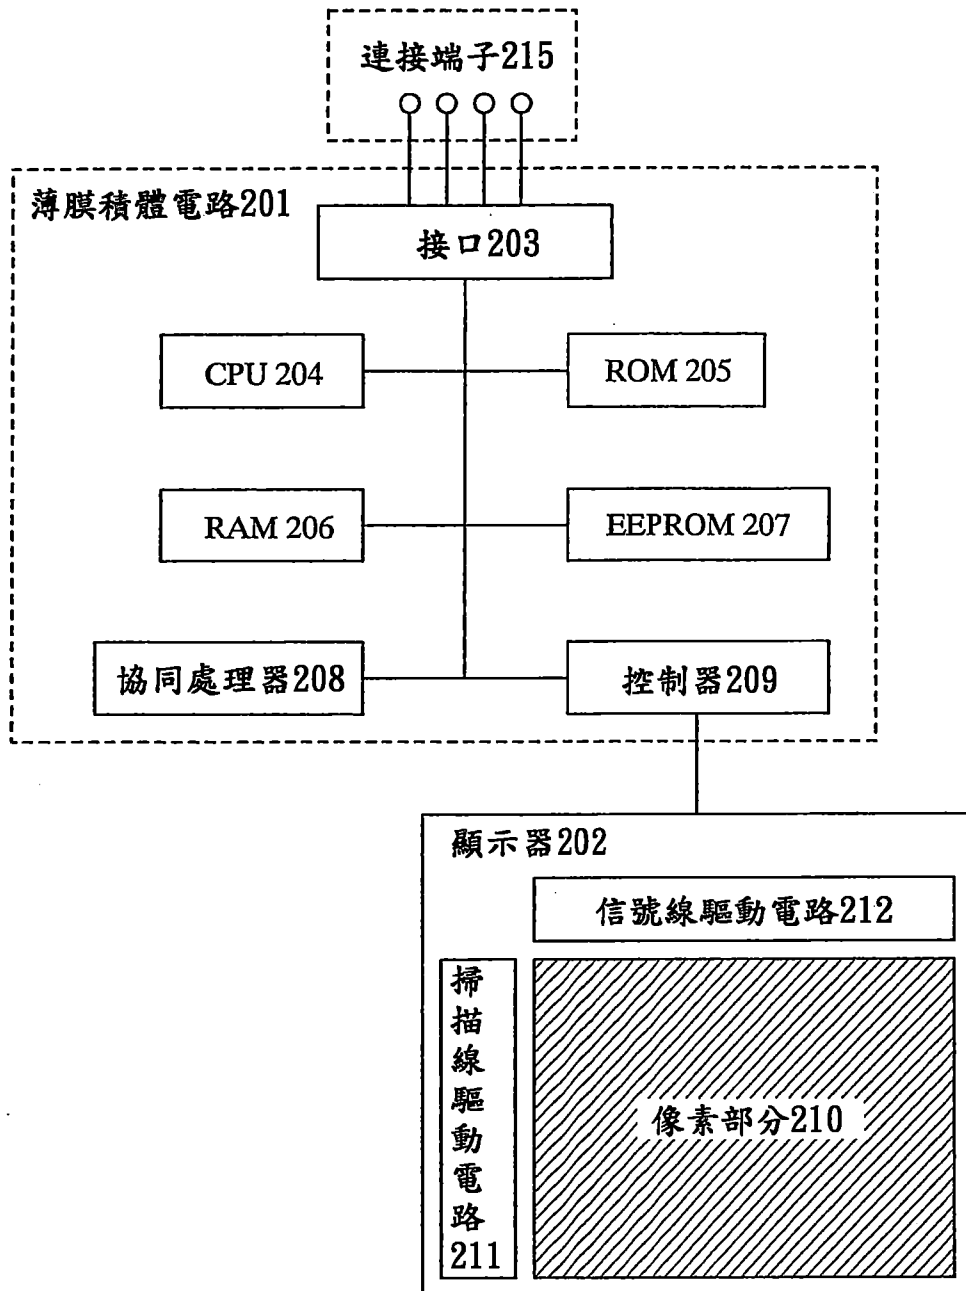 連接端子215
薄膜積體電路201
接口203
CPU 204
ROM 205
RAM 206
EEPROM 207
協同處理器208
控制器209
顯示器202
信號線驅動電路212
掃描線驅動電路211
像素部分210